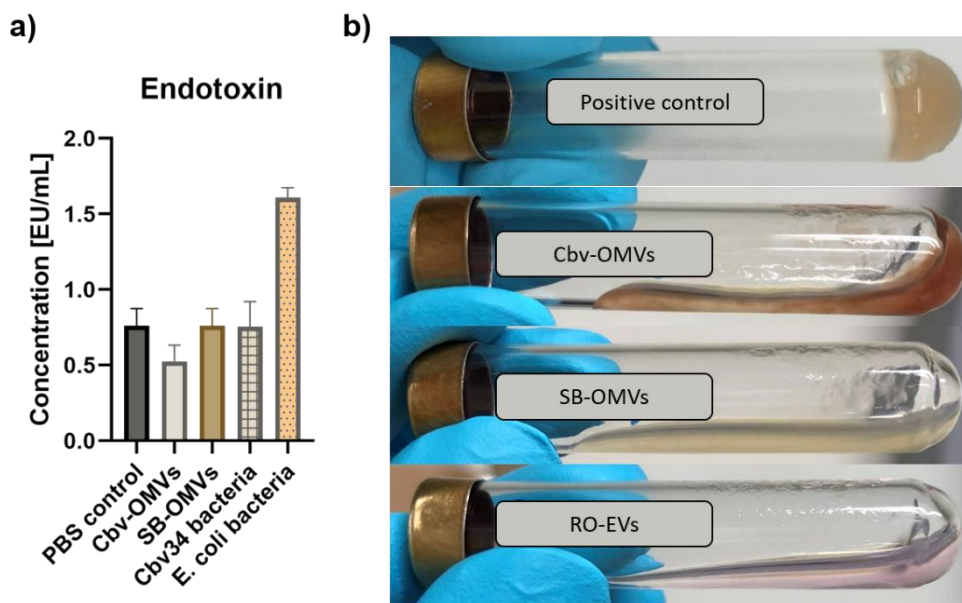 a)
Endotoxin
Concentration [EU/mL]
2.0
1.5
1.0
0.5
0.0
PBS control
Cbv-OMVs
SB-OMVs
Cbv34 bacteria
E. coli bacteria
b)
Positive control
Cbv-OMVs
SB-OMVs
RO-EVs